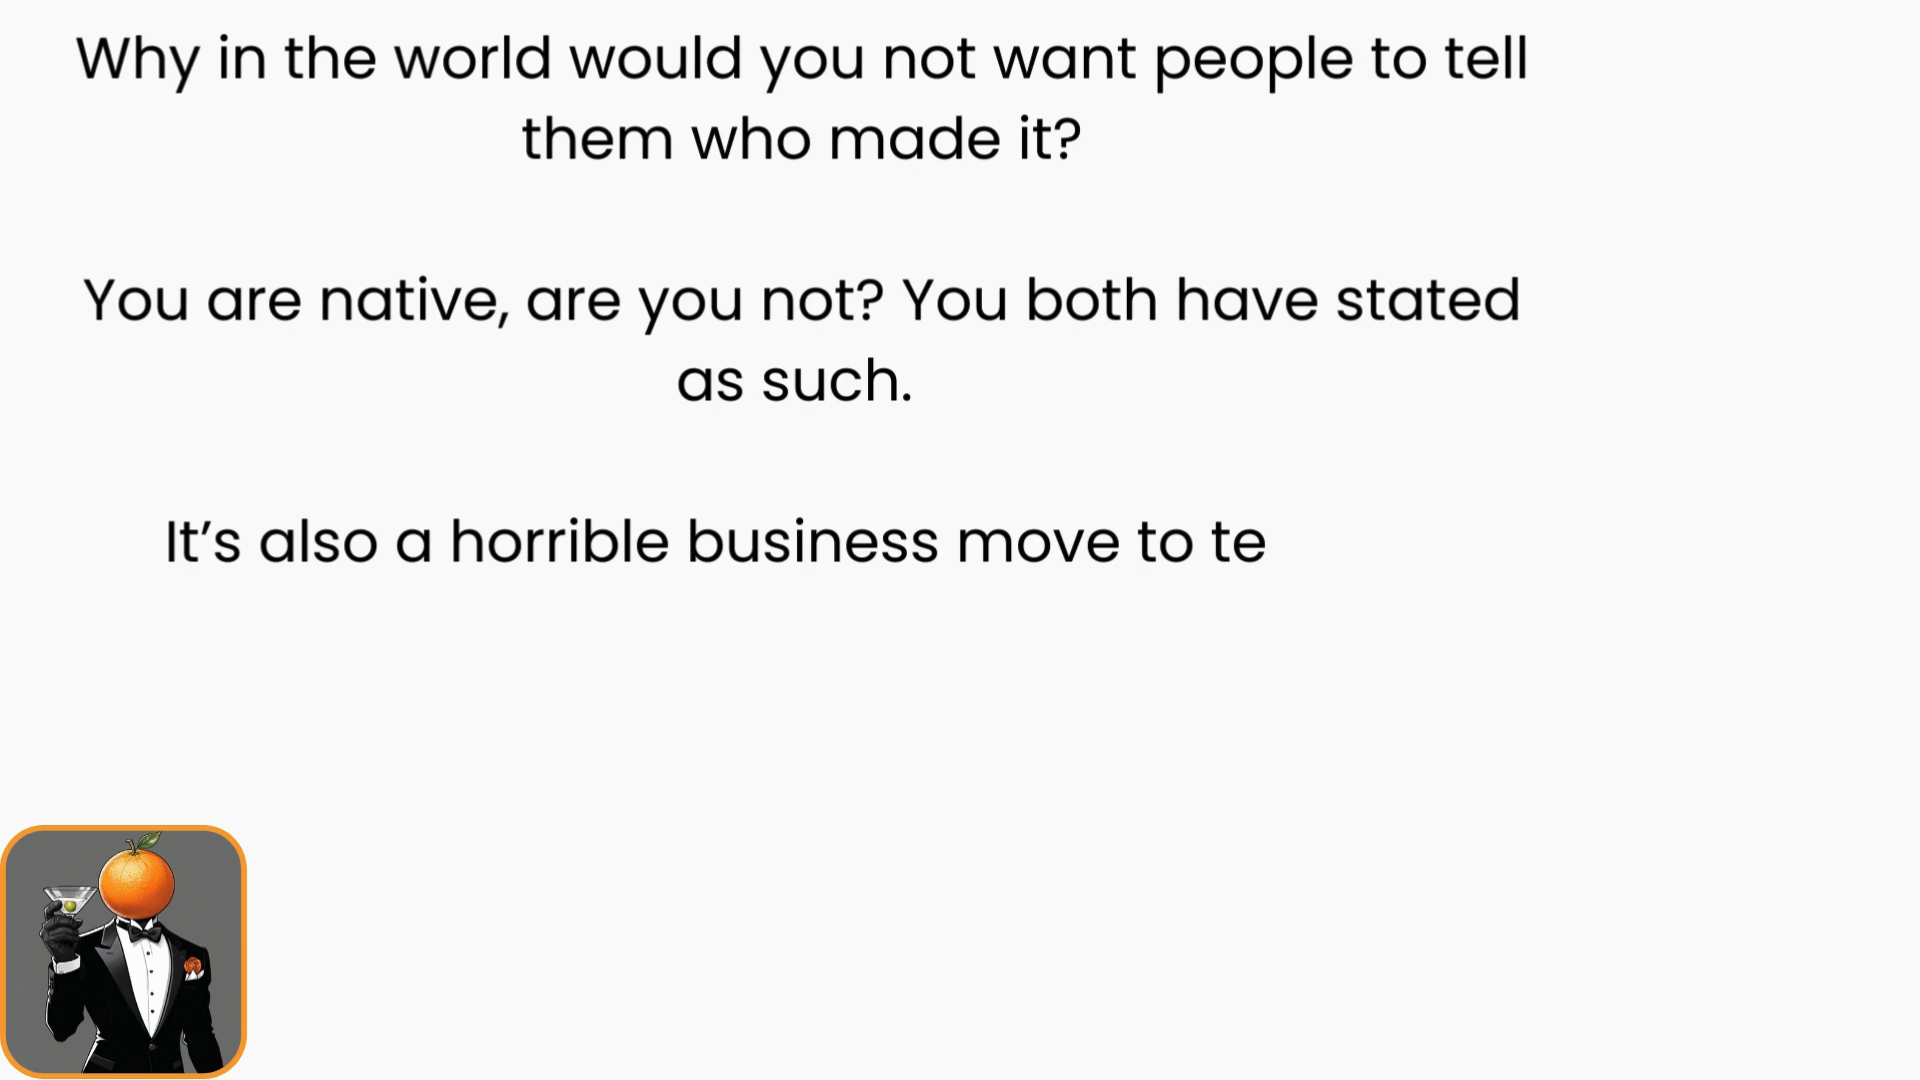 Why in the world would you not want people to tell
them who made it?
You are native, are you not? You both have stated
as such.
It’s also a horrible business move to te